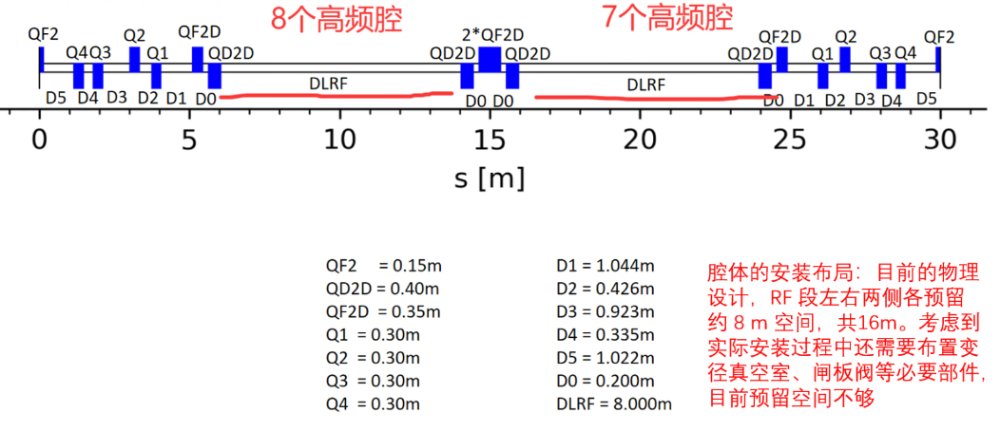 8个高频腔 7个高频腔
QF2 Q4 Q3 Q2 Q1 QF2D QD2D QD2D 2*QF2D QD2D QD2D QF2D Q1 Q2 Q3 Q4 QF2
DLRF DLRF
D5 D4 D3 D2 D1 D0 D0 D0 D0 D1 D2 D3 D4 D5
0 5 10 15 20 25 30
s [m]
QF2 = 0.15m
QD2D = 0.40m
QF2D = 0.35m
Q1 = 0.30m
Q2 = 0.30m
Q3 = 0.30m
Q4 = 0.30m
D1 = 1.044m
D2 = 0.426m
D3 = 0.923m
D4 = 0.335m
D5 = 1.022m
D0 = 0.200m
DLRF = 8.000m
腔体的安装布局：目前的物理
设计，RF 段左右两侧各预留
约 8 m 空间，共16m。考虑到
实际安装过程中还需要布置变
径真空室、闸板阀等必要部件，
目前预留空间不够